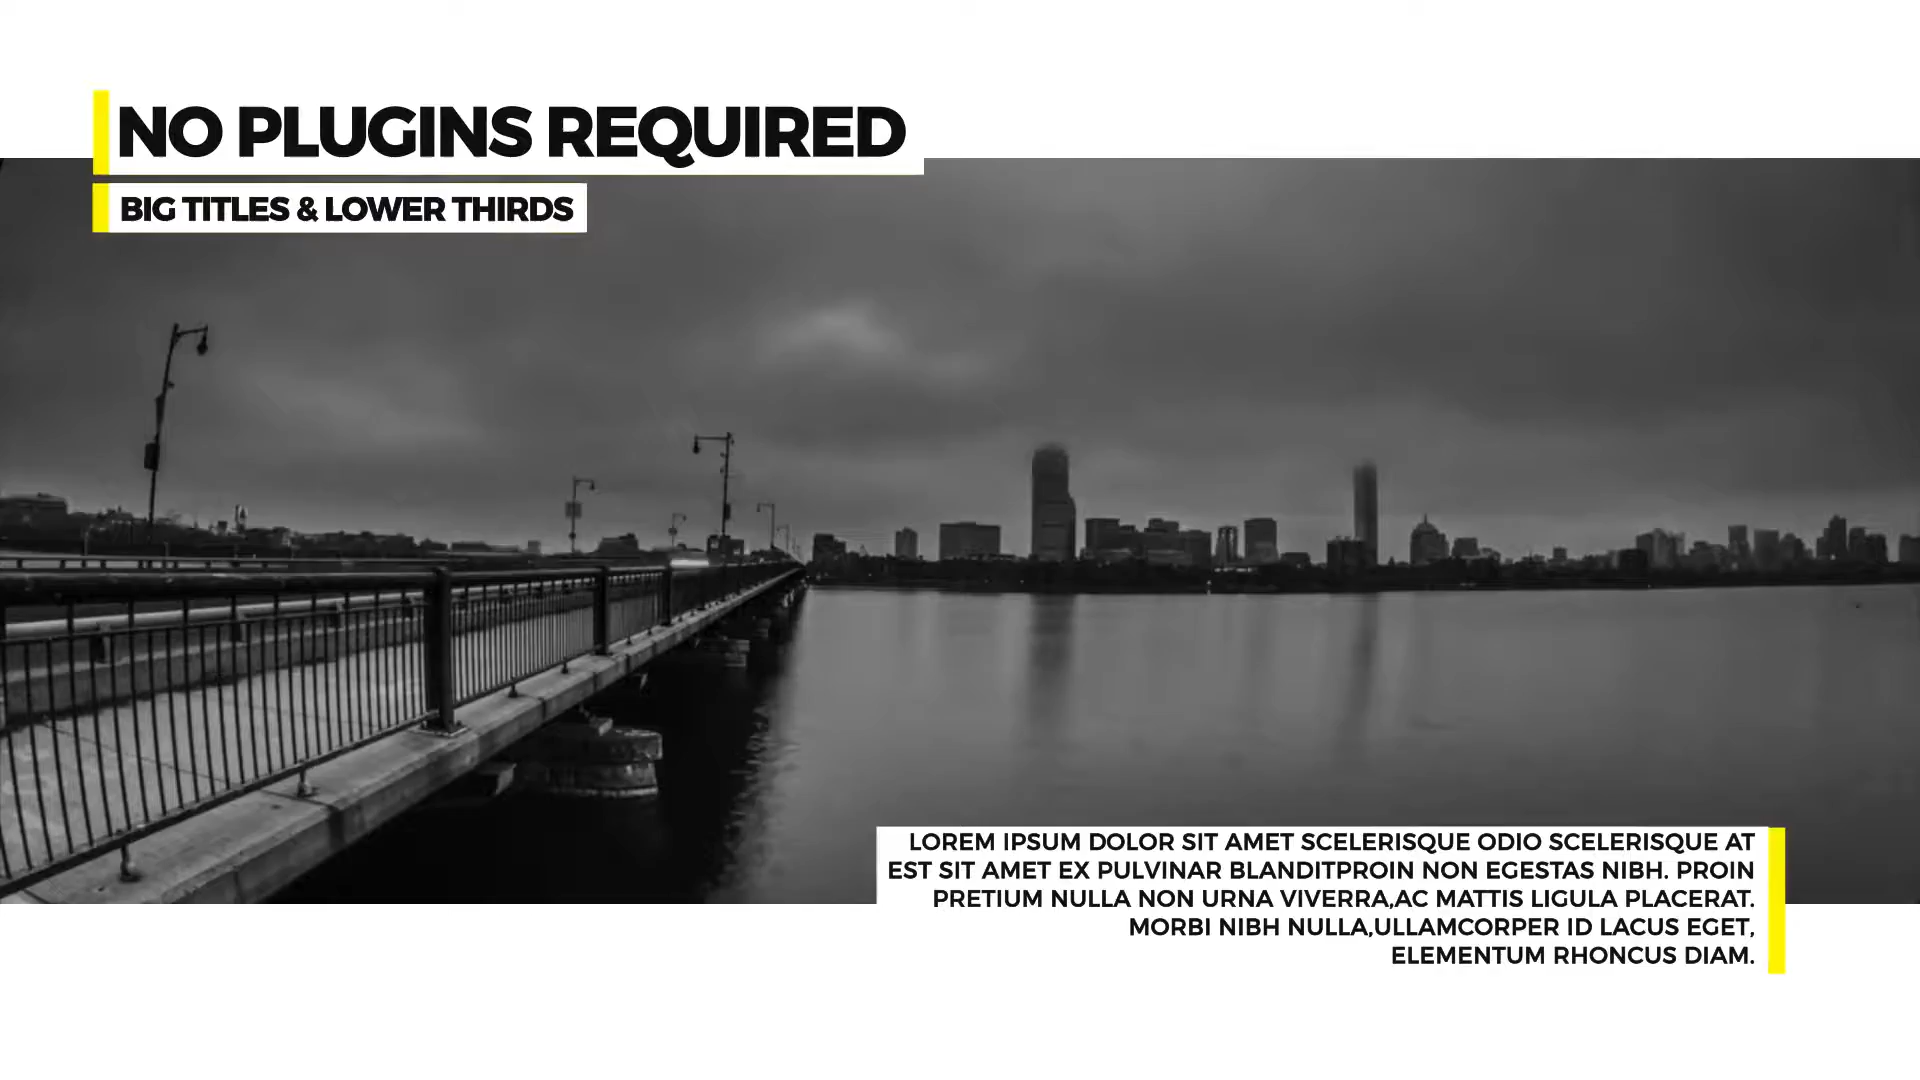 NO PLUGINS REQUIRED
BIG TITLES & LOWER THIRDS
LOREM IPSUM DOLOR SIT AMET SCELERISQUE ODIO SCELERISQUE AT
EST SIT AMET EX PULVINAR BLANDITPROIN NON EGESTAS NIBH. PROIN
PRETIUM NULLA NON URNA VIVERRA,AC MATTIS LIGULA PLACERAT.
MORBI NIBH NULLA,ULLAMCORPER ID LACUS EGET,
ELEMENTUM RHONCUS DIAM.